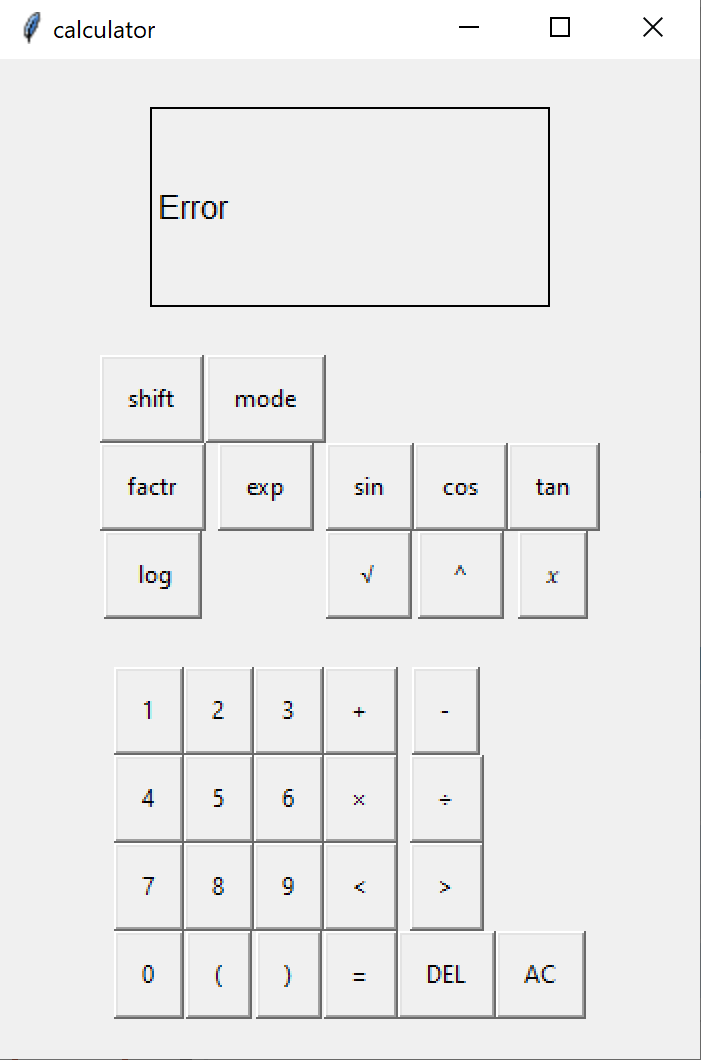 calculator
Error
shift mode
factr exp sin cos tan
log √ ^ x
1 2 3 + -
4 5 6 × ÷
7 8 9 < >
0 ( ) = DEL AC